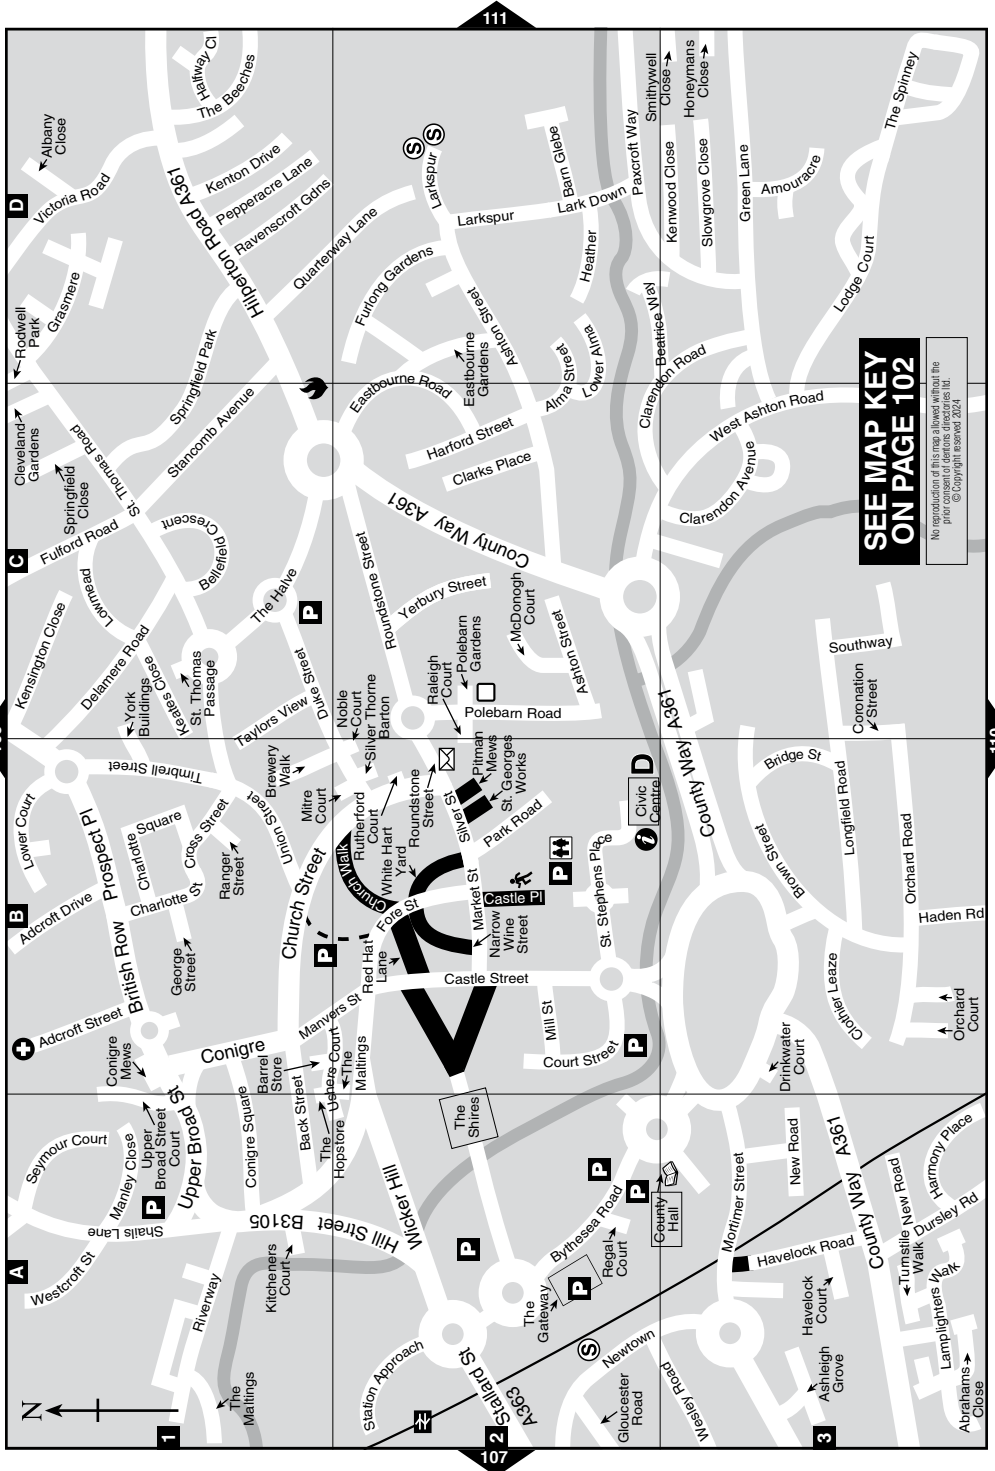 111
Halfway Cl
The Beeches
Albany
Close
Smithywell
Close
Honeymans
Close
The Spinney
D
Victoria Road
Hilperton Road A361
Kenton Drive
Pepperacre Lane
Ravenscroft Gdns
Quarterway Lane
Larkspur
S
S
Larkspur
Barn Glebe
Lark Down
Paxcroft Way
Kenwood Close
Slowgrove Close
Green Lane
Amouracre
Grasmere
Rodwell
Park
Furlong Gardens
Heather
Lodge Court
Springfield Park
Ashton Street
Eastbourne
Gardens
Alma Street
Lower Alma
Beatrice Way
Clarendon Road
Cleveland
Gardens
Stancomb Avenue
Eastbourne Road
Harford Street
Clarks Place
West Ashton Road
SEE MAP KEY
ON PAGE 102
No reproduction of this map allowed without the
prior consent of dentons directories ltd.
© Copyright reserved 2024
Springfield
Close
St. Thomas Road
County Way A361
Clarendon Avenue
C
Fulford Road
Bellefield Crescent
Lowmead
The Halve
P
Roundstone Street
Yerbury Street
McDonogh
Court
Kensington Close
Delamere Road
Keates Close
St. Thomas
Passage
Duke Street
Raleigh
Court
Polebarn
Gardens
Ashton Street
Southway
York
Buildings
Taylors View
Noble
Court
Silver Thorne
Barton
Polebarn Road
Coronation
Street
County Way A361
Timbrell Street
Brewery
Walk
Mitre
Court
Rutherford
Court
White Hart
Yard
Roundstone
Street
Silver St
Pitman
Mews
St. Georges
Works
Park Road
D
Civic
Centre
i
Bridge St
Lower Court
Prospect Pl
Charlotte Square
Cross Street
Union Street
Ranger
Street
Church Street
Church Walk
Longfield Road
Brown Street
Orchard Road
Haden Rd
B
Adcroft Drive
Charlotte St
British Row
George
Street
P
Fore St
Red Hat
Lane
Market St
Castle Pl
Narrow
Wine
Street
P
St. Stephens Place
Castle Street
Clothier Leaze
Orchard
Court
Adcroft Street
Conigre
Mews
Conigre
Manvers St
Barrel
Store
Ushers Court
The
Maltings
Mill St
Court Street
P
Drinkwater
Court
Seymour Court
Manley Close
Upper
Broad Street
Court
Upper Broad St
Conigre Square
Back Street
The
Hopstore
The
Shires
New Road
A361
Harmony Place
P
Shails Lane
B3105
Hill Street
Wicker Hill
P
P
P
County
Hall
Bythesea Road
Mortimer Street
County Way
Turnstile New Road
Walk
Dursley Rd
A
Westcroft St
Kitcheners
Court
Riverway
Regal
Court
P
The
Gateway
Havelock Road
Havelock
Court
Lamplighters Walk
N
The
Maltings
Station Approach
Stallard St
A363
S
Newtown
Gloucester
Road
Wesley Road
Ashleigh
Grove
Abrahams
Close
1
2
3
107